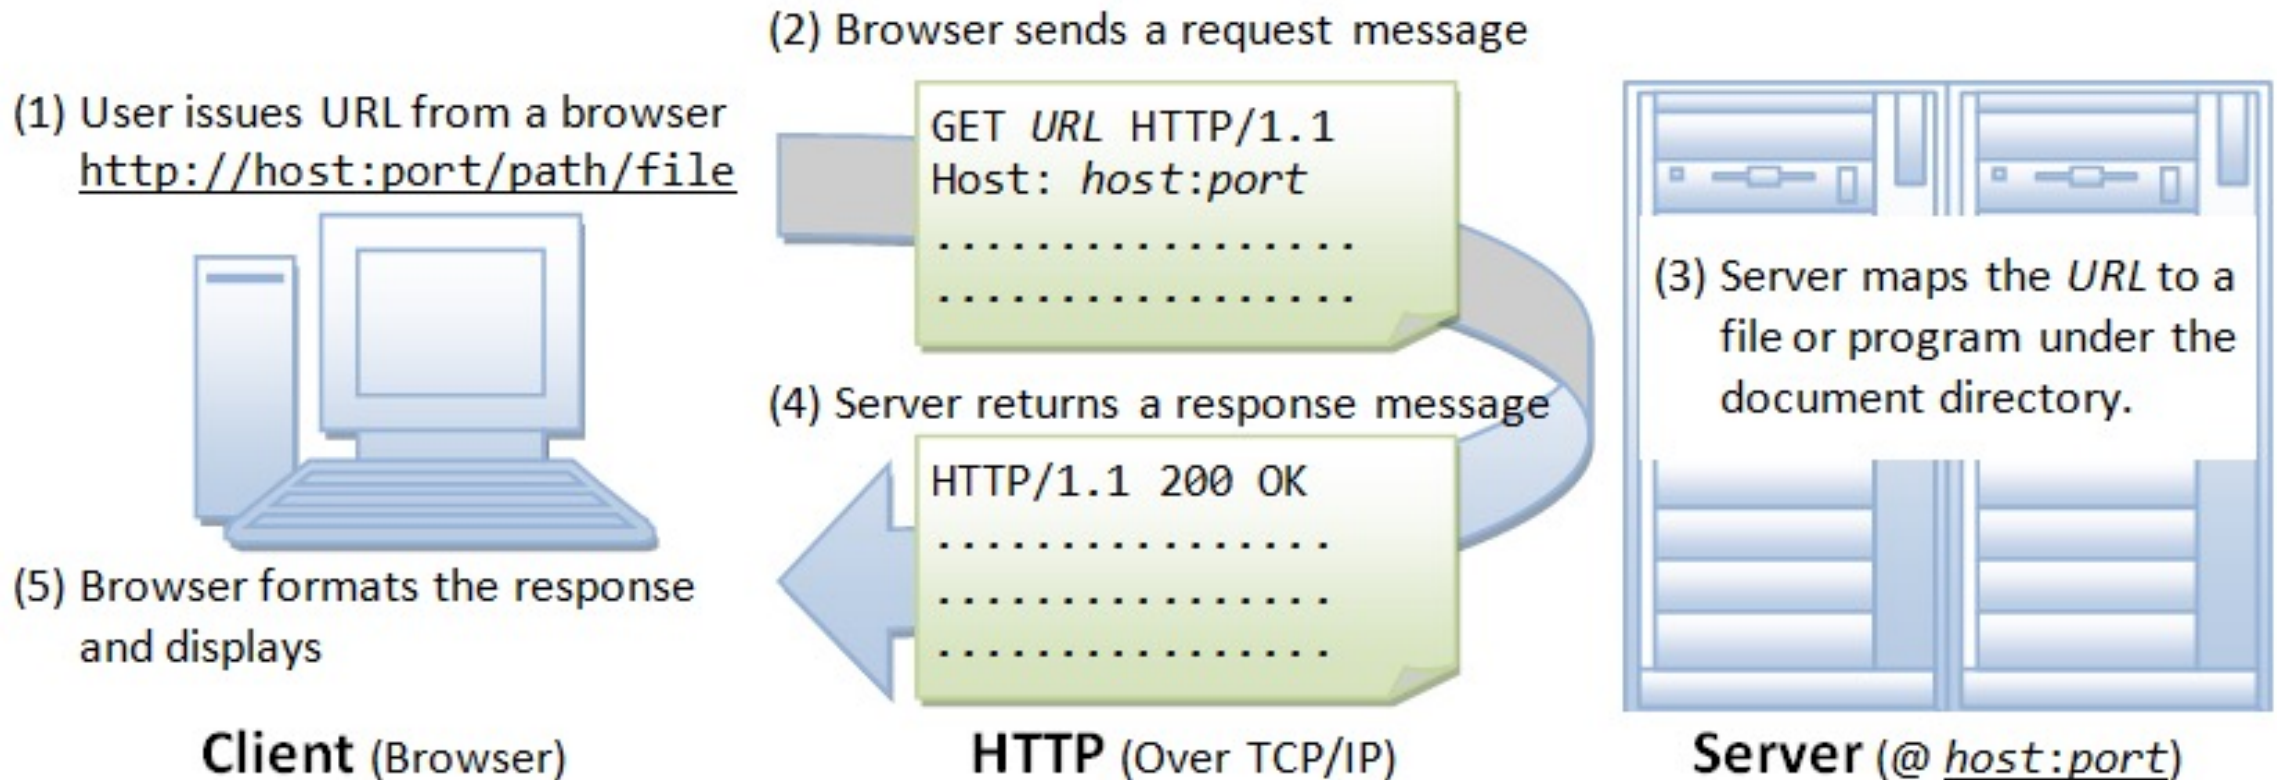 (1) User issues URL from a browser
http://host:port/path/file
(2) Browser sends a request message
GET URL HTTP/1.1
Host: host:port
..................
..................
(3) Server maps the URL to a
file or program under the
document directory.
(4) Server returns a response message
HTTP/1.1 200 OK
.................
.................
.................
(5) Browser formats the response
and displays
Client (Browser)
HTTP (Over TCP/IP)
Server (@ host:port)